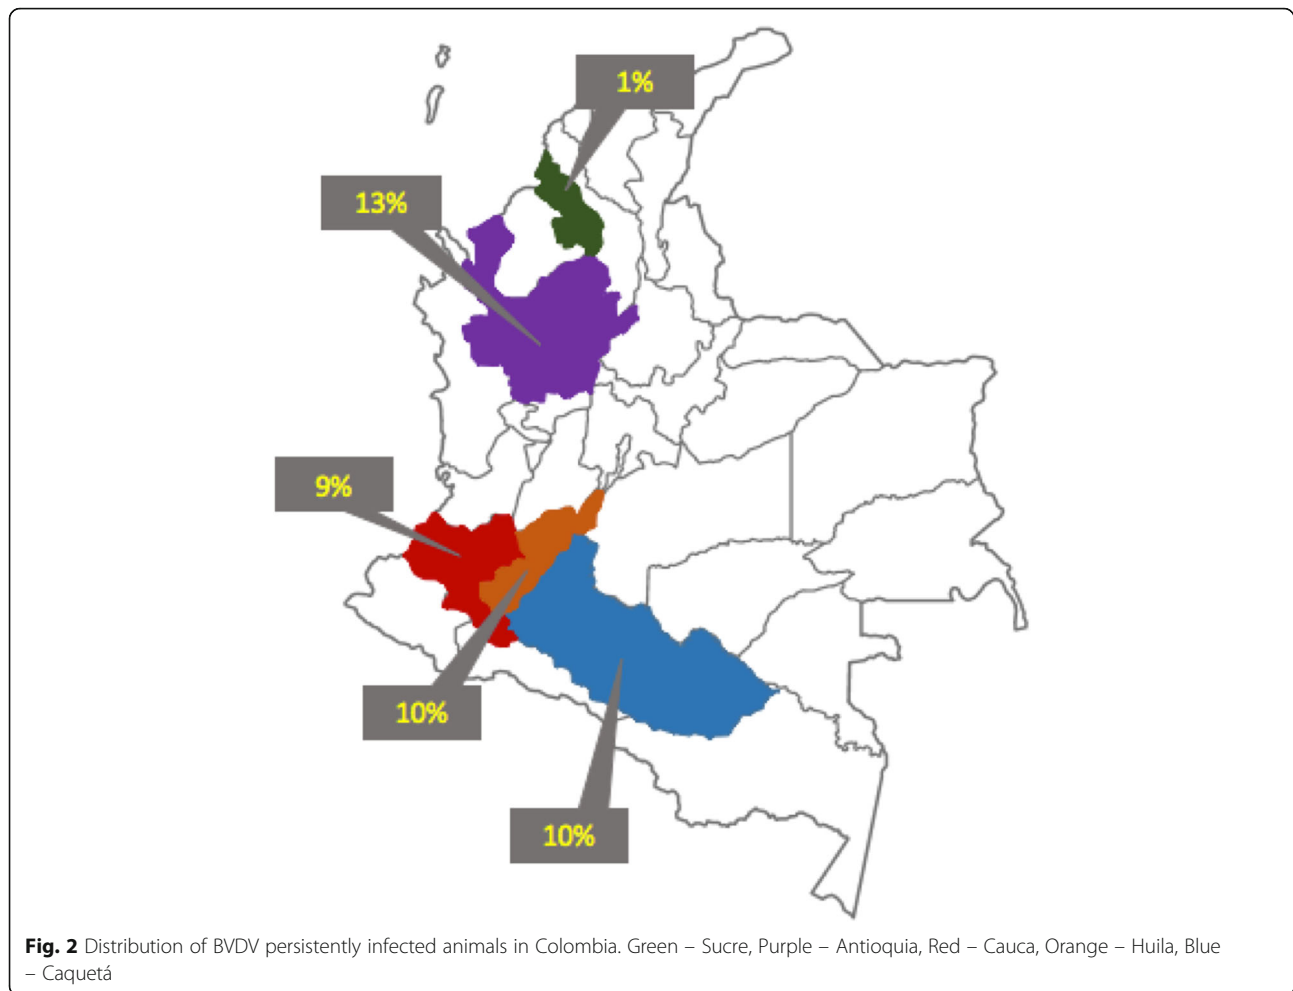 1%
13%
9%
10%
10%
Fig. 2 Distribution of BVDV persistently infected animals in Colombia. Green – Sucre, Purple – Antioquia, Red – Cauca, Orange – Huila, Blue
– Caquetá